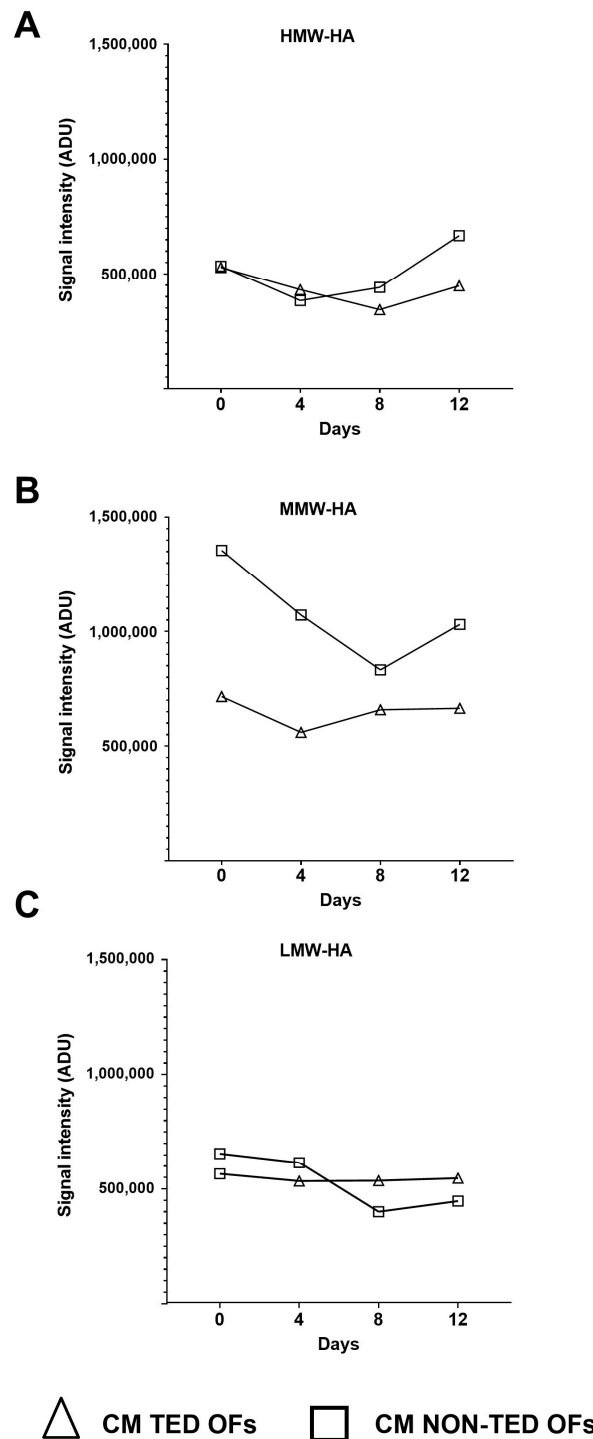 A
HMW-HA
1,500,000
1,000,000
500,000
Signal intensity (ADU)
0 4 8 12
Days
B
MMW-HA
1,500,000
1,000,000
500,000
Signal intensity (ADU)
0 4 8 12
Days
C
LMW-HA
1,500,000
1,000,000
500,000
Signal intensity (ADU)
0 4 8 12
Days
CM TED OFs CM NON-TED OFs